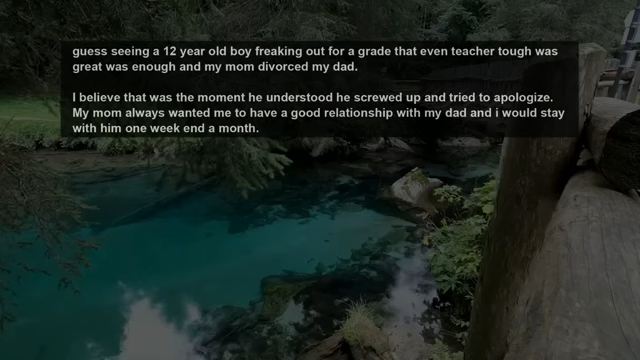 guess seeing a 12 year old boy freaking out for a grade that even teacher tough was
great was enough and my mom divorced my dad.
I believe that was the moment he understood he screwed up and tried to apologize.
My mom always wanted me to have a good relationship with my dad and i would stay
with him one week end a month.